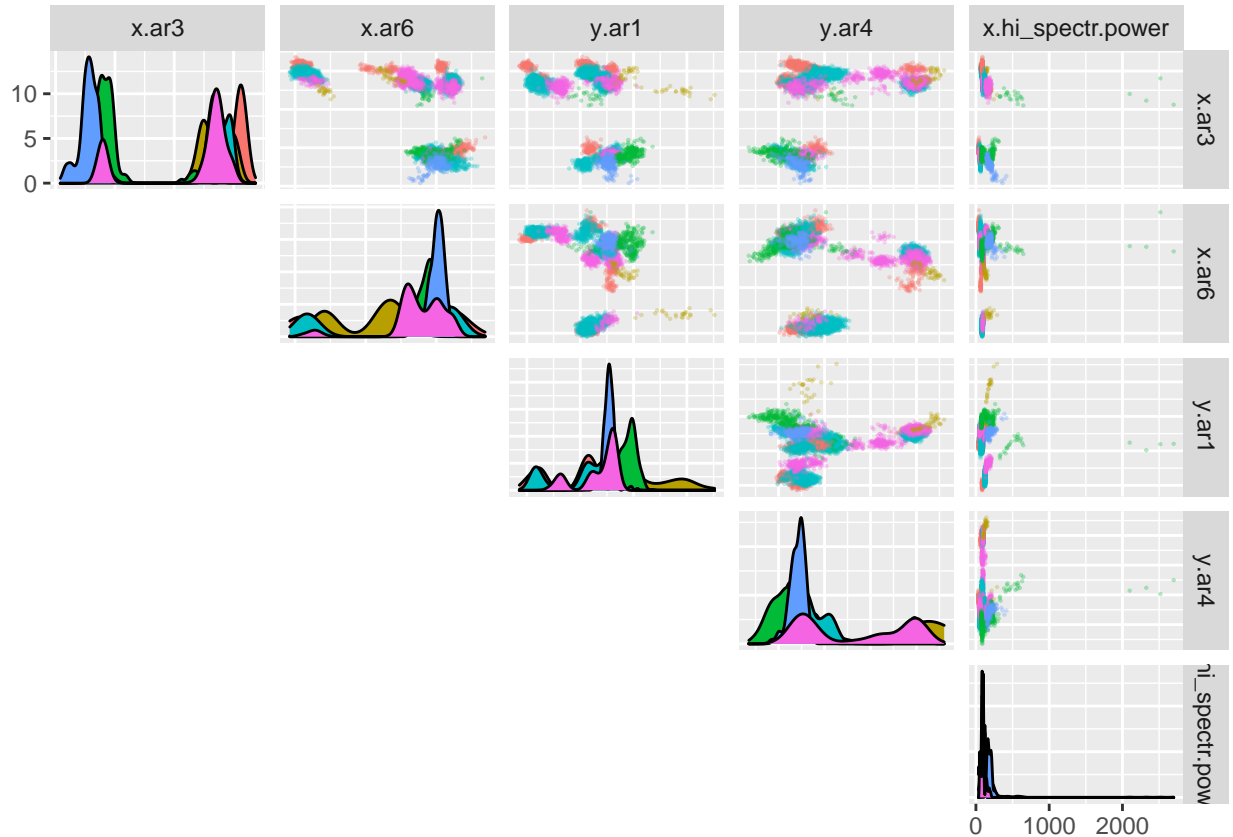 x.ar3 x.ar6 y.ar1 y.ar4 x.hi_spectr.power
10
5
0
x.ar3
x.ar6
y.ar1
y.ar4
hi_spectr.pow
0 1000 2000